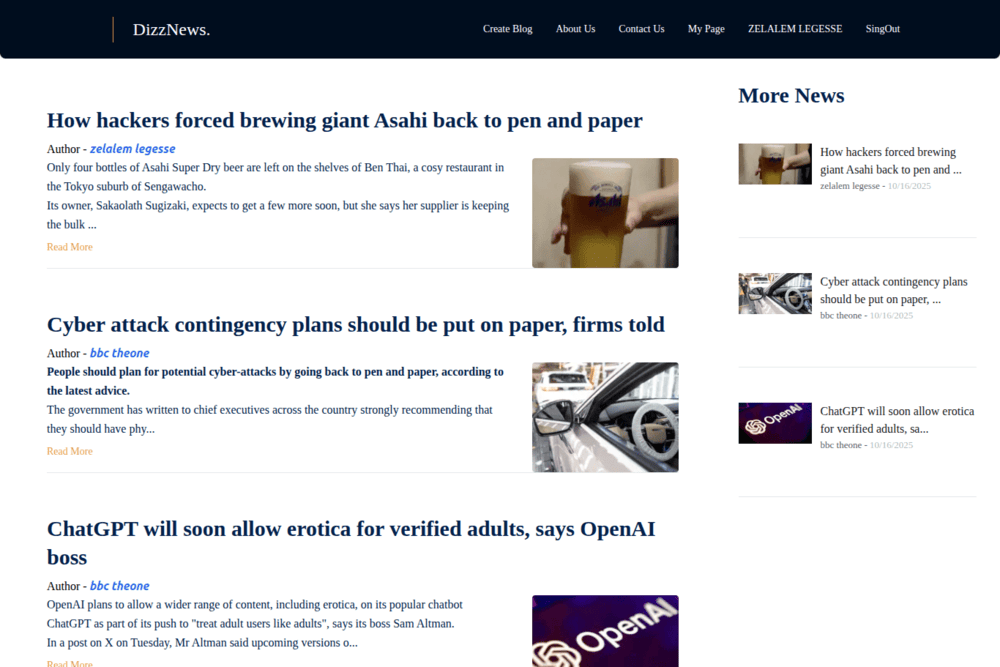 DizzNews.
Create Blog
About Us
Contact Us
My Page
ZELALEM LEGESSE
SingOut
How hackers forced brewing giant Asahi back to pen and paper
Author - zelalem legesse
Only four bottles of Asahi Super Dry beer are left on the shelves of Ben Thai, a cosy restaurant in
the Tokyo suburb of Sengawacho.
Its owner, Sakaolath Sugizaki, expects to get a few more soon, but she says her supplier is keeping
the bulk ...
Read More
Asahi
Cyber attack contingency plans should be put on paper, firms told
Author - bbc theone
People should plan for potential cyber-attacks by going back to pen and paper, according to
the latest advice.
The government has written to chief executives across the country strongly recommending that
they should have phy...
Read More
ChatGPT will soon allow erotica for verified adults, says OpenAI
boss
Author - bbc theone
OpenAI plans to allow a wider range of content, including erotica, on its popular chatbot
ChatGPT as part of its push to "treat adult users like adults", says its boss Sam Altman.
In a post on X on Tuesday, Mr Altman said upcoming versions o...
Read More
OpenAI
More News
How hackers forced brewing
giant Asahi back to pen and ...
zelalem legesse - 10/16/2025
Cyber attack contingency plans
should be put on paper, ...
bbc theone - 10/16/2025
OpenAI
ChatGPT will soon allow erotica
for verified adults, sa...
bbc theone - 10/16/2025